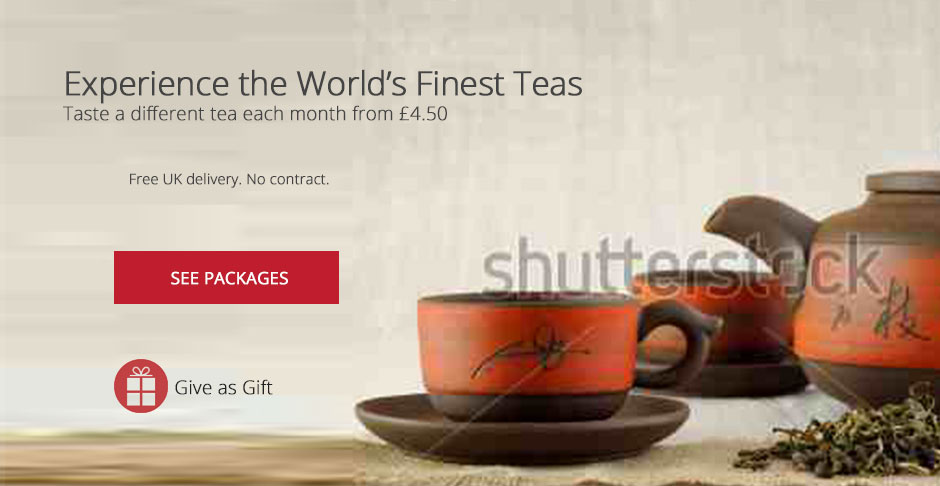 Experience the World's Finest Teas
Taste a different tea each month from £4.50
Free UK delivery. No contract.
SEE PACKAGES
shutterstock
Give as Gift